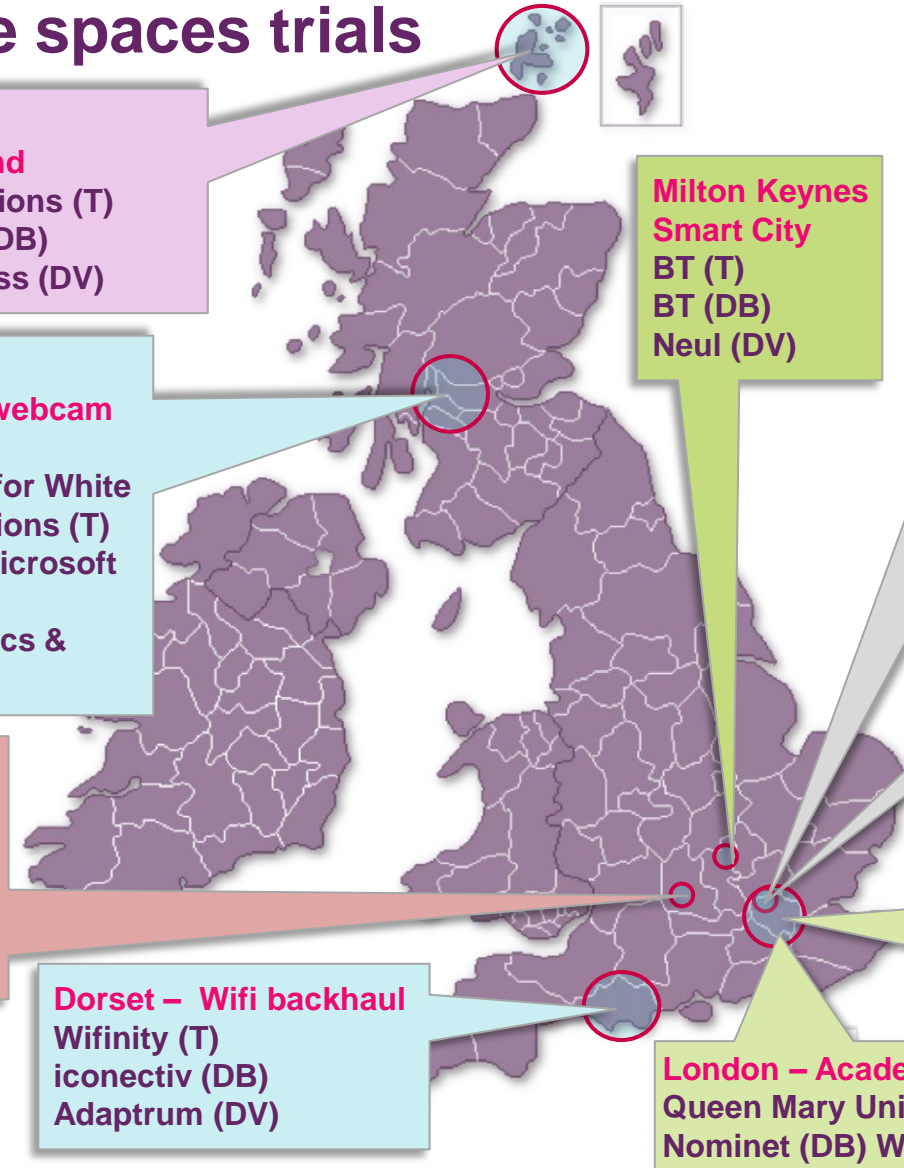 e spaces trials
nd
ions (T)
DB)
ss (DV)
Milton Keynes
Smart City
BT (T)
BT (DB)
Neul (DV)
webcam
for White
ions (T)
icrosoft
cs &
Dorset – Wifi backhaul
Wifinity (T)
iconectiv (DB)
Adaptrum (DV)
London – Acade
Queen Mary Uni
Nominet (DB) W